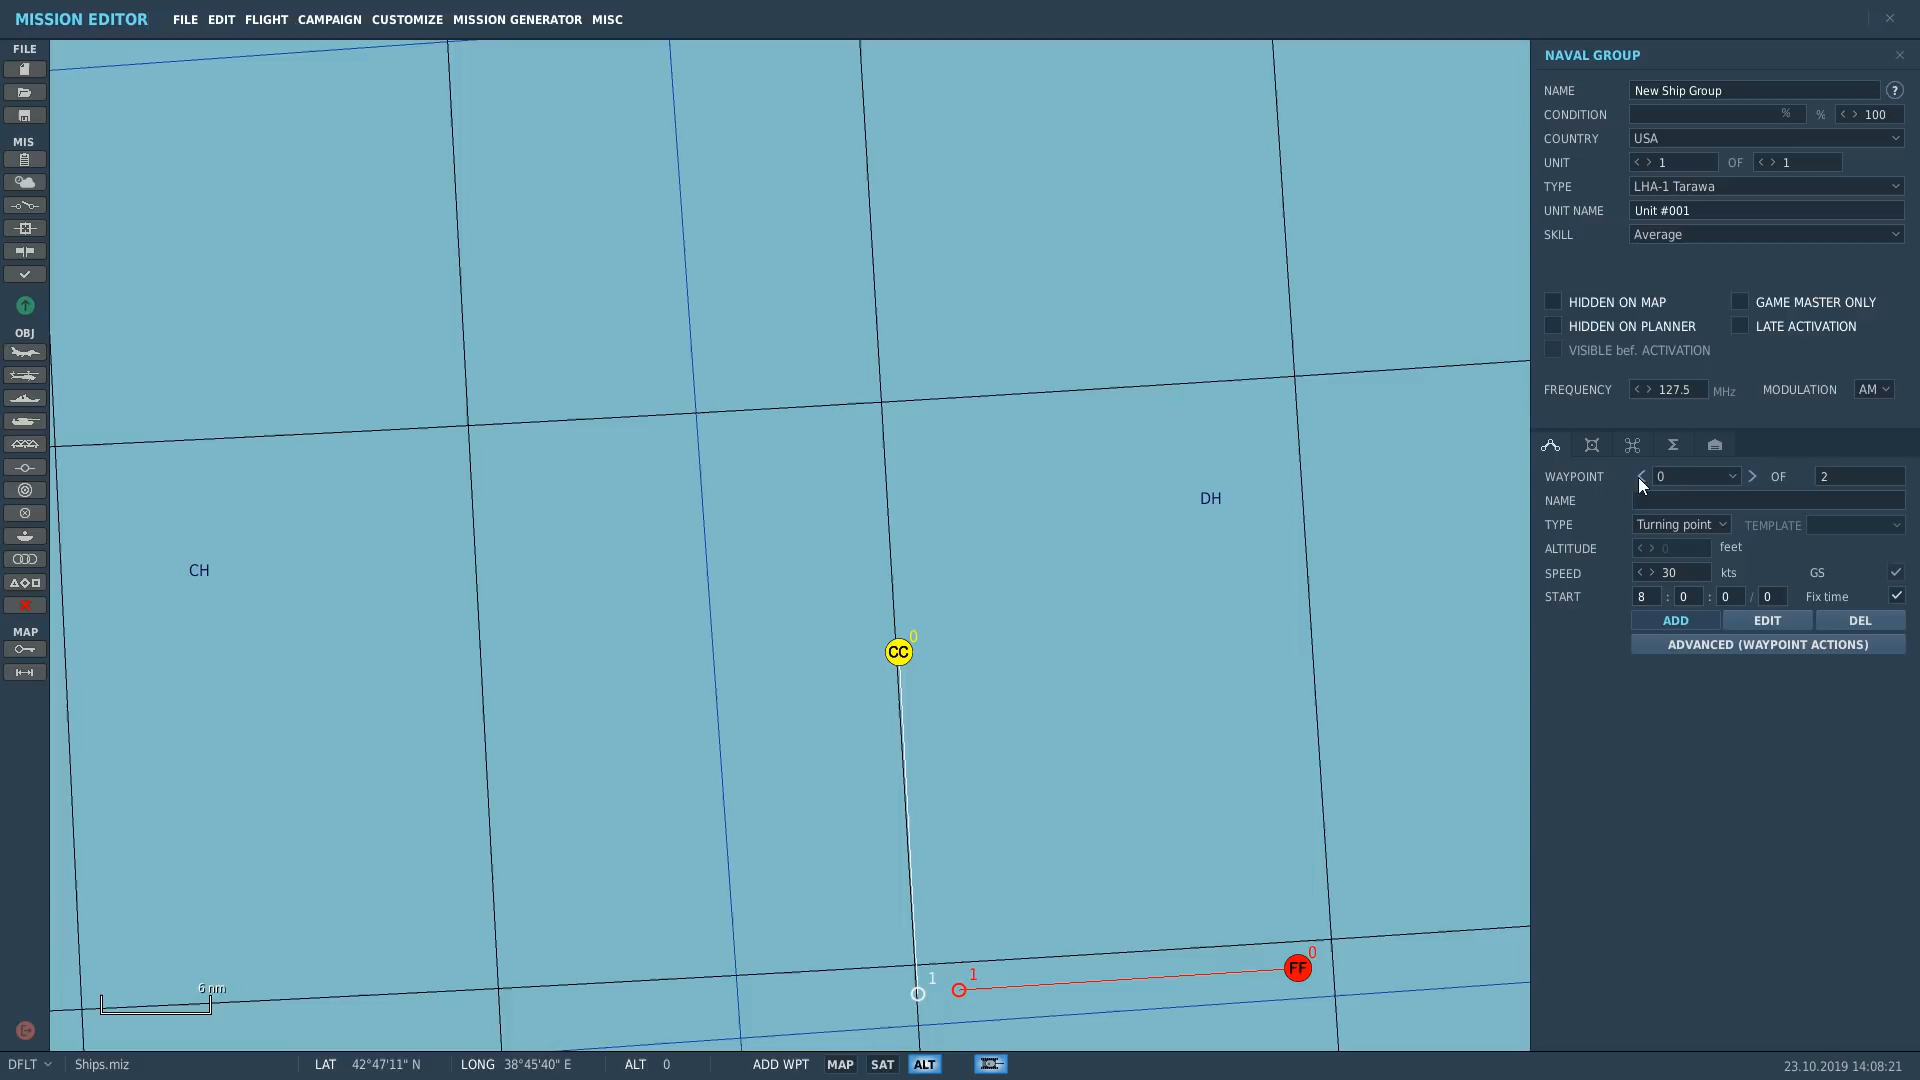 MISSION EDITOR FILE EDIT FLIGHT CAMPAIGN CUSTOMIZE MISSION GENERATOR MISC
FILE
MIS
OBJ
MAP
CH
DH
CC 0
1
1
FF 0
6 nm
NAVAL GROUP
NAME New Ship Group ?
CONDITION % % < > 100
COUNTRY USA
UNIT < > 1 OF < > 1
TYPE LHA-1 Tarawa
UNIT NAME Unit #001
SKILL Average
HIDDEN ON MAP GAME MASTER ONLY
HIDDEN ON PLANNER LATE ACTIVATION
VISIBLE bef. ACTIVATION
FREQUENCY < > 127.5 MHz MODULATION AM
WAYPOINT < 0 > OF 2
NAME
TYPE Turning point TEMPLATE
ALTITUDE < > 0 feet
SPEED < > 30 kts GS
START 8 : 0 : 0 / 0 Fix time
ADD EDIT DEL
ADVANCED (WAYPOINT ACTIONS)
DFLT Ships.miz LAT 42°47'11" N LONG 38°45'40" E ALT 0 ADD WPT MAP SAT ALT 23.10.2019 14:08:21